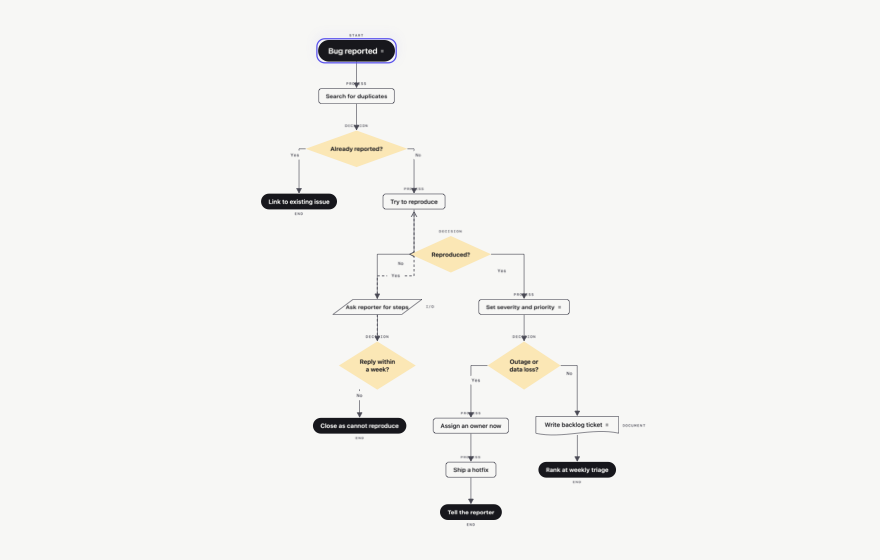 START
Bug reported
PROCESS
Search for duplicates
DECISION
Already reported?
Yes
No
PROCESS
Link to existing issue
Try to reproduce
END
DECISION
Reproduced?
No
Yes
Yes
PROCESS
Ask reporter for steps
I/O
Set severity and priority
DECISION
DECISION
Reply within
a week?
Outage or
data loss?
Yes
No
No
PROCESS
Close as cannot reproduce
Assign an owner now
Write backlog ticket
DOCUMENT
END
PROCESS
Ship a hotfix
Rank at weekly triage
END
Tell the reporter
END